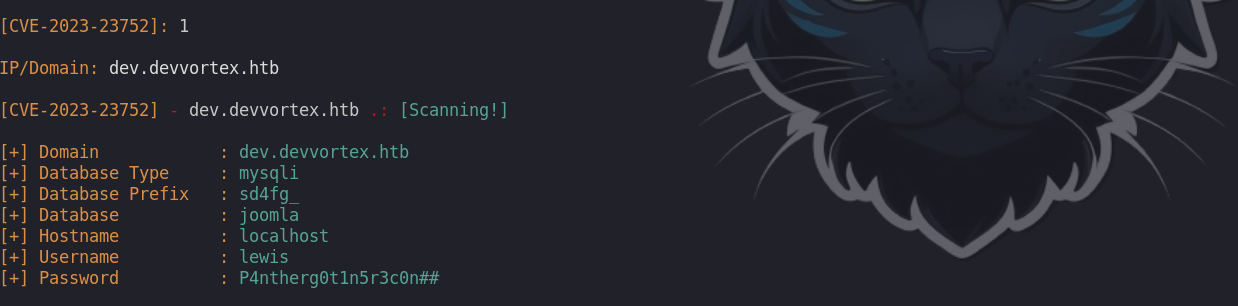 [CVE-2023-23752]: 1
IP/Domain: dev.devvortex.htb
[CVE-2023-23752] - dev.devvortex.htb .: [Scanning!]
[+] Domain : dev.devvortex.htb
[+] Database Type : mysqli
[+] Database Prefix : sd4fg_
[+] Database : joomla
[+] Hostname : localhost
[+] Username : lewis
[+] Password : P4ntherg0t1n5r3c0n##